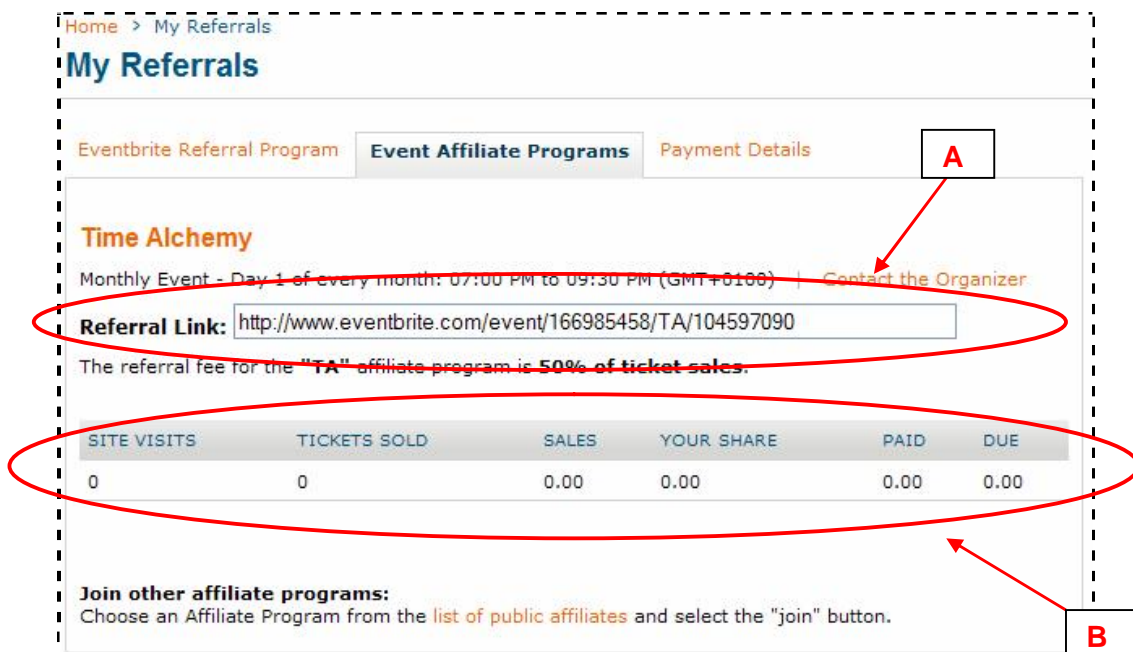 Home > My Referrals
My Referrals
Eventbrite Referral Program Event Affiliate Programs Payment Details
A
Time Alchemy
Monthly Event - Day 1 of every month: 07:00 PM to 09:30 PM (GMT+0100) | Contact the Organizer
Referral Link: http://www.eventbrite.com/event/166985458/TA/104597090
The referral fee for the "TA" affiliate program is 50% of ticket sales.
SITE VISITS TICKETS SOLD SALES YOUR SHARE PAID DUE
0 0 0.00 0.00 0.00 0.00
Join other affiliate programs:
Choose an Affiliate Program from the list of public affiliates and select the "join" button.
B